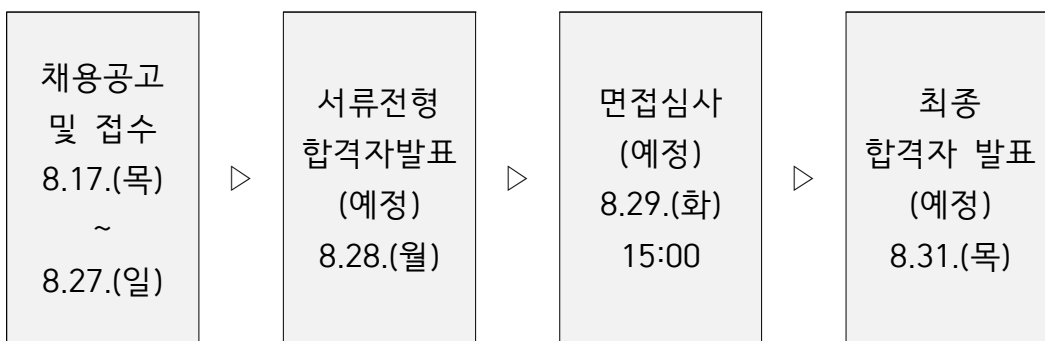 채용공고
및 접수
8.17.(목)
~
8.27.(일)
▷
서류전형
합격자발표
(예정)
8.28.(월)
▷
면접심사
(예정)
8.29.(화)
15:00
▷
최종
합격자 발표
(예정)
8.31.(목)